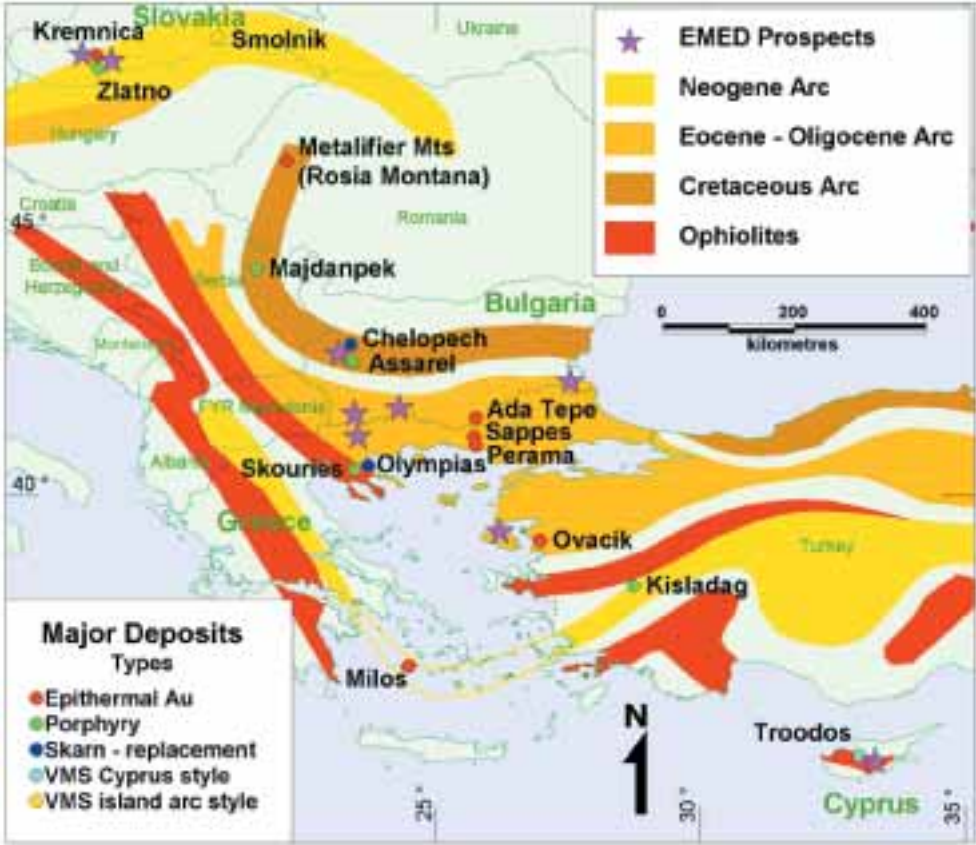 Slovakia
Ukraine
Kremnica
Smolnik
Zlatno
Hungary
EMED Prospects
Neogene Arc
Eocene - Oligocene Arc
Cretaceous Arc
Ophiolites
Metalifier Mts
(Rosia Montana)
Croatia
45°
Romania
Bosnia and
Herzegovina
Serbia
Majdanpek
Bulgaria
0 200 400
kilometres
Montenegro
Chelopech
Assarel
FYR Macedonia
Ada Tepe
Sappes
Perama
Albania
Skouries
Olympias
40°
Greece
Ovacik
Turkey
Kisladag
Major Deposits
Types
Epithermal Au
Porphyry
Skarn - replacement
VMS Cyprus style
VMS island arc style
Milos
N
Troodos
Cyprus
25°
30°
35°